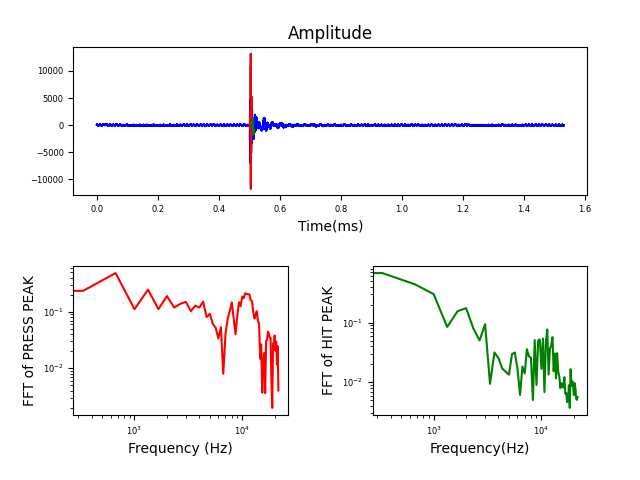 Amplitude
10000
5000
0
−5000
−10000
0.0 0.2 0.4 0.6 0.8 1.0 1.2 1.4 1.6
Time(ms)
FFT of PRESS PEAK
10⁻¹
10⁻²
10³ 10⁴
Frequency (Hz)
FFT of HIT PEAK
10⁻¹
10⁻²
10³ 10⁴
Frequency(Hz)